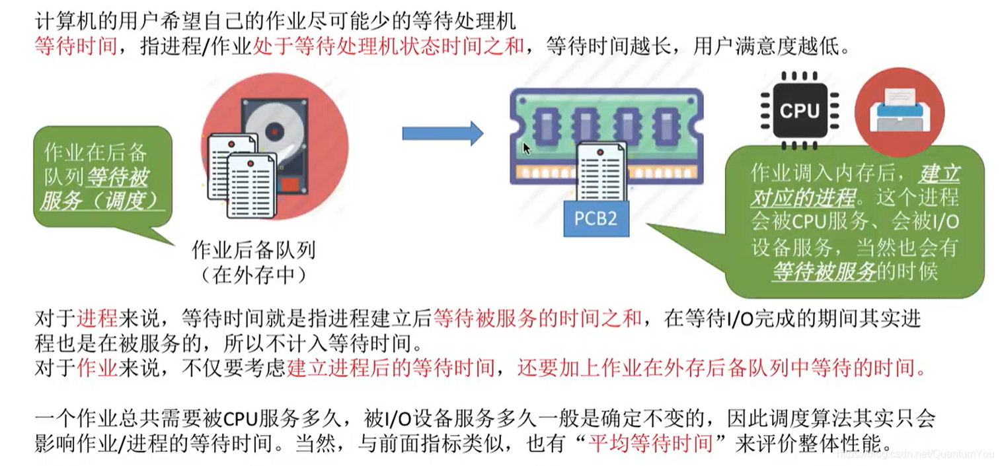 计算机的用户希望自己的作业尽可能少的等待处理机
等待时间，指进程/作业处于等待处理机状态时间之和，等待时间越长，用户满意度越低。
作业在后备
队列等待被
服务（调度）
作业后备队列
（在外存中）
PCB2
CPU
作业调入内存后，建立
对应的进程。这个进程
会被CPU服务、会被I/O
设备服务，当然也会有
等待被服务的时候
对于进程来说，等待时间就是指进程建立后等待被服务的时间之和，在等待I/O完成的期间其实进
程也是在被服务的，所以不计入等待时间。
对于作业来说，不仅要考虑建立进程后的等待时间，还要加上作业在外存后备队列中等待的时间。
一个作业总共需要被CPU服务多久，被I/O设备服务多久一般是确定不变的，因此调度算法其实只会
影响作业/进程的等待时间。当然，与前面指标类似，也有“平均等待时间”来评价整体性能。
https://blog.csdn.net/QuantumYou